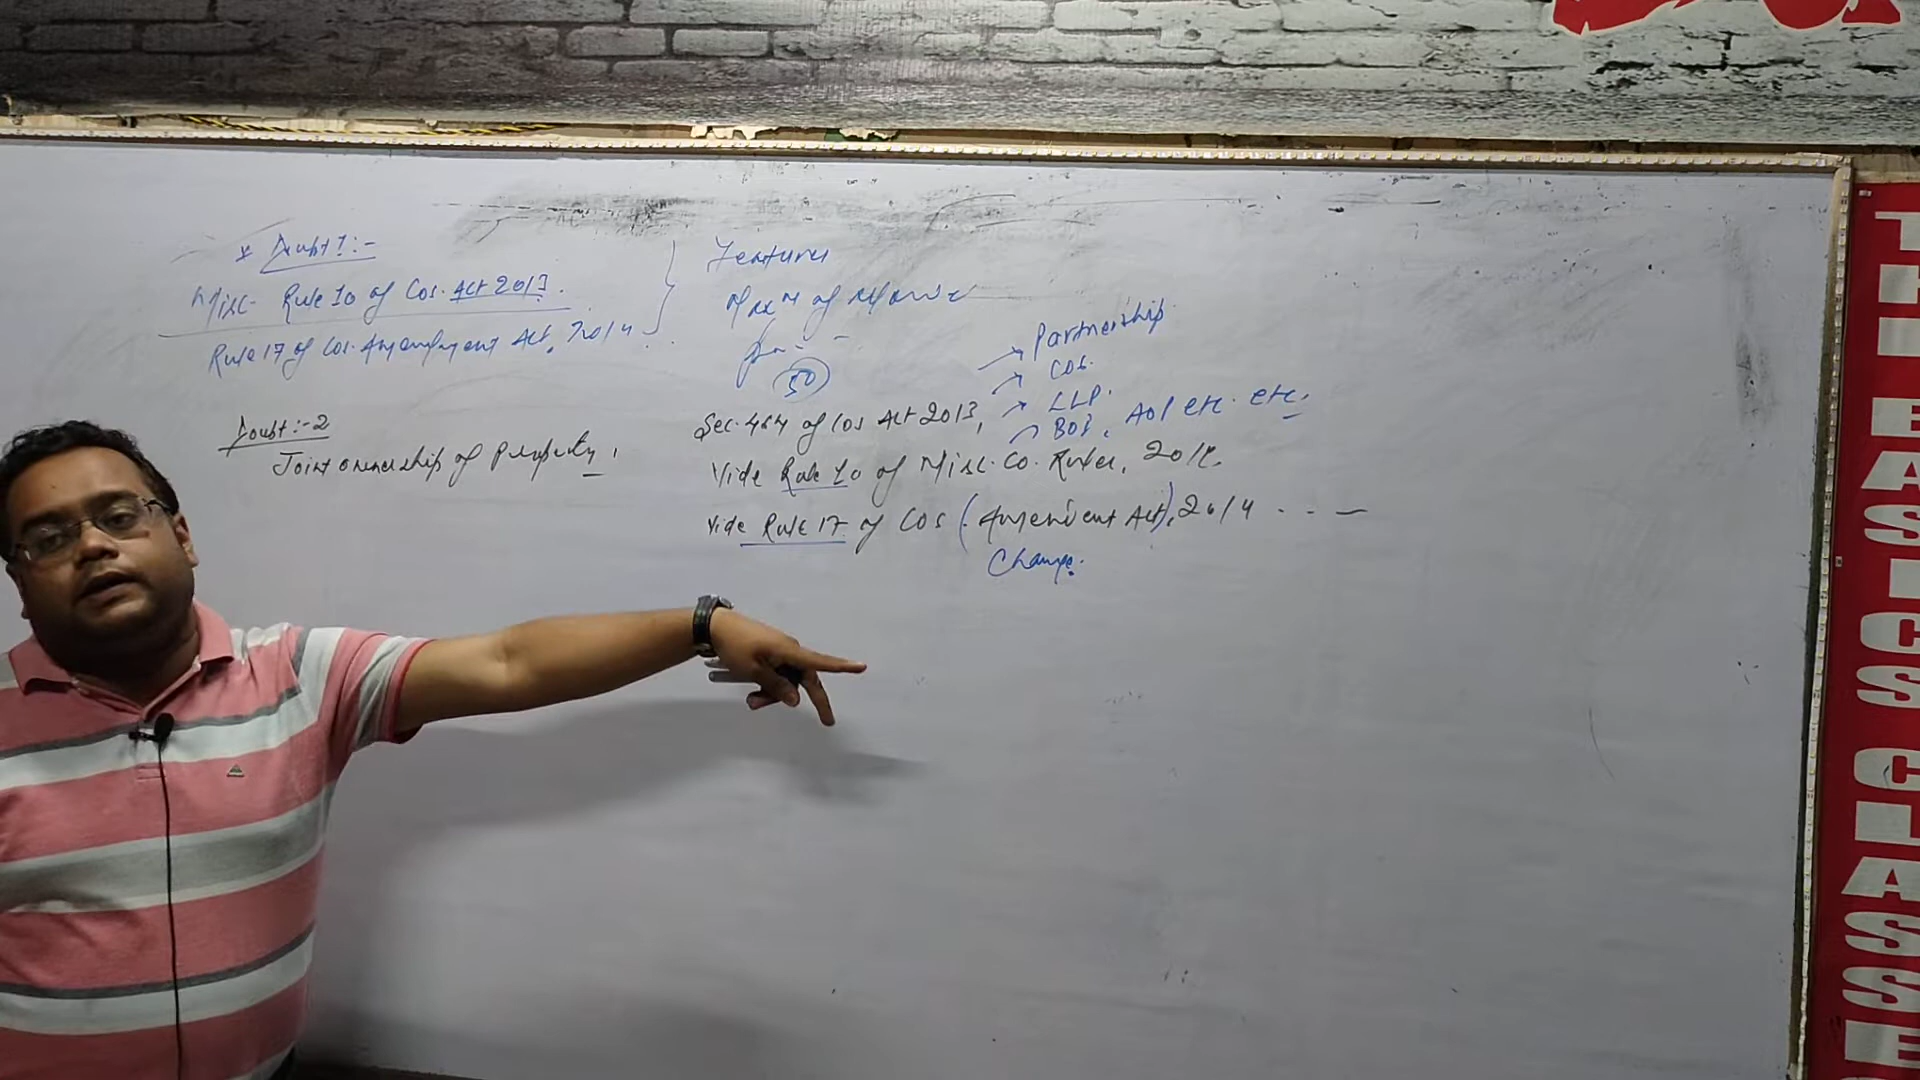 * Doubt 1:-
Misc. Rule 10 of Cos. Act 2013.
Rule 17 of Cos. Amendment Act, 2014
Doubt:-2
Joint ownership of Property,
Features
50
Partnership
Cos.
LLP.
BOI, AOP etc. etc.
Sec. 464 of Cos Act 2013,
Vide Rule 10 of Misc. Co. Rules,
Vide Rule 17 of Cos (Amendment Act), 2014 - - —
Change.
THE BASICS CLASSE